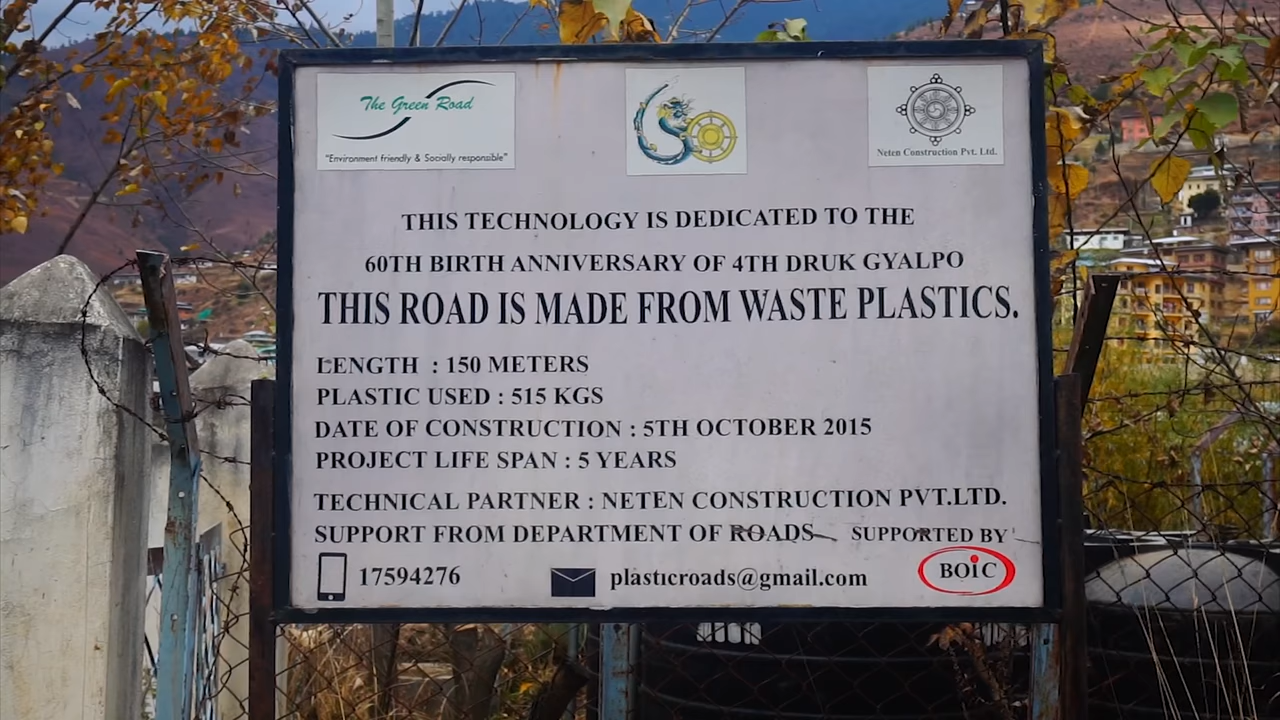 The Green Road
"Environment friendly & Socially responsible"
60
Neten Construction Pvt. Ltd.
THIS TECHNOLOGY IS DEDICATED TO THE
60TH BIRTH ANNIVERSARY OF 4TH DRUK GYALPO
THIS ROAD IS MADE FROM WASTE PLASTICS.
LENGTH : 150 METERS
PLASTIC USED : 515 KGS
DATE OF CONSTRUCTION : 5TH OCTOBER 2015
PROJECT LIFE SPAN : 5 YEARS
TECHNICAL PARTNER : NETEN CONSTRUCTION PVT.LTD.
SUPPORT FROM DEPARTMENT OF ROADS SUPPORTED BY
17594276 plasticroads@gmail.com BOiC